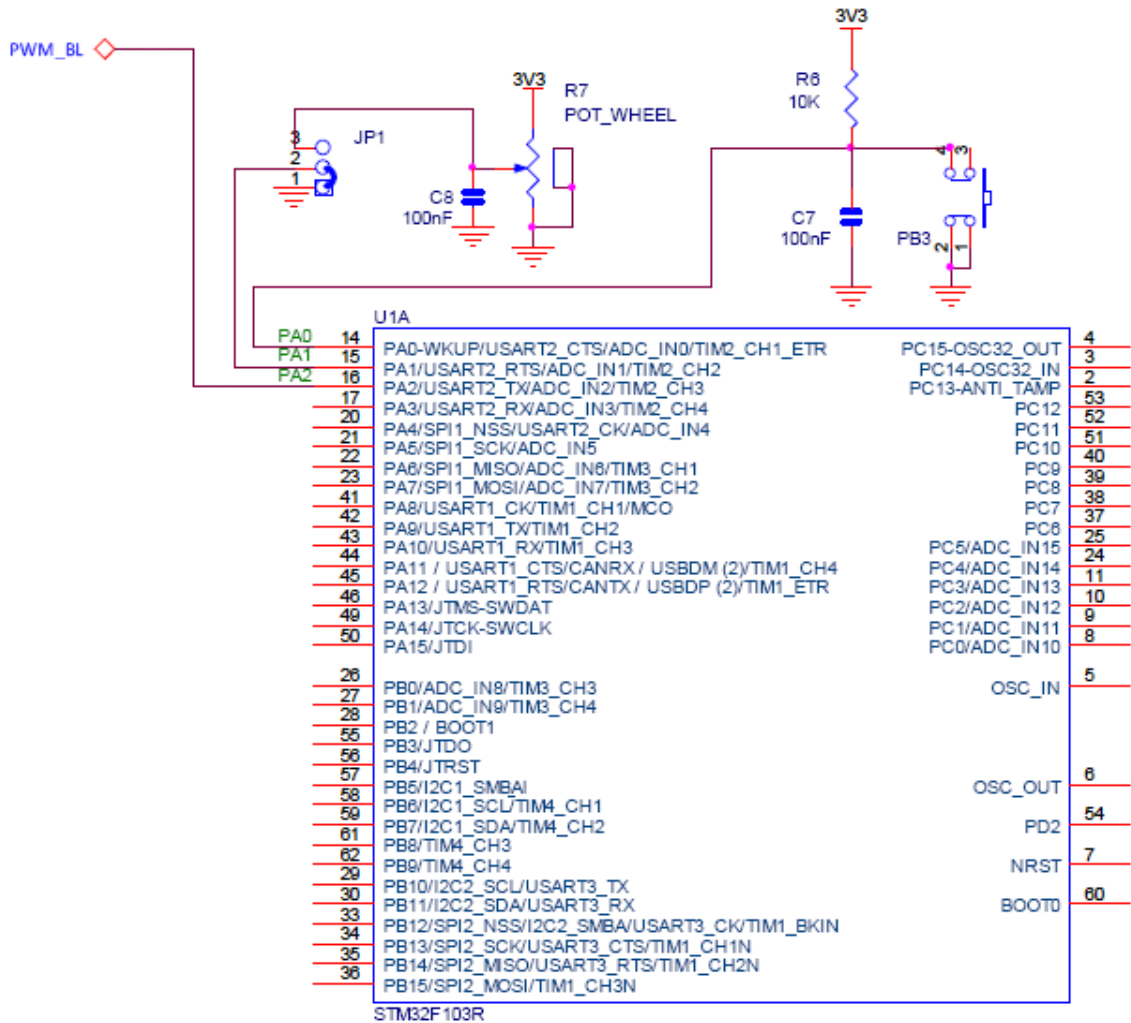 3V3
PWM_BL
R6
10K
3V3
R7
POT_WHEEL
JP1
3
2
1
C8
100nF
4
3
C7
100nF
PB3
2
1
U1A
PA0 14 PA0-WKUP/USART2_CTS/ADC_IN0/TIM2_CH1_ETR
PA1 15 PA1/USART2_RTS/ADC_IN1/TIM2_CH2
PA2 16 PA2/USART2_TX/ADC_IN2/TIM2_CH3
17 PA3/USART2_RX/ADC_IN3/TIM2_CH4
20 PA4/SPI1_NSS/USART2_CK/ADC_IN4
21 PA5/SPI1_SCK/ADC_IN5
22 PA6/SPI1_MISO/ADC_IN6/TIM3_CH1
23 PA7/SPI1_MOSI/ADC_IN7/TIM3_CH2
41 PA8/USART1_CK/TIM1_CH1/MCO
42 PA9/USART1_TX/TIM1_CH2
43 PA10/USART1_RX/TIM1_CH3
44 PA11 / USART1_CTS/CANRX / USBDM (2)/TIM1_CH4
45 PA12 / USART1_RTS/CANTX / USBDP (2)/TIM1_ETR
46 PA13/JTMS-SWDAT
49 PA14/JTCK-SWCLK
50 PA15/JTDI
26 PB0/ADC_IN8/TIM3_CH3
27 PB1/ADC_IN9/TIM3_CH4
28 PB2 / BOOT1
55 PB3/JTDO
56 PB4/JTRST
57 PB5/I2C1_SMBAI
58 PB6/I2C1_SCL/TIM4_CH1
59 PB7/I2C1_SDA/TIM4_CH2
61 PB8/TIM4_CH3
62 PB9/TIM4_CH4
29 PB10/I2C2_SCL/USART3_TX
30 PB11/I2C2_SDA/USART3_RX
33 PB12/SPI2_NSS/I2C2_SMBA/USART3_CK/TIM1_BKIN
34 PB13/SPI2_SCK/USART3_CTS/TIM1_CH1N
35 PB14/SPI2_MISO/USART3_RTS/TIM1_CH2N
36 PB15/SPI2_MOSI/TIM1_CH3N
PC15-OSC32_OUT 4
PC14-OSC32_IN 3
PC13-ANTI_TAMP 2
PC12 53
PC11 52
PC10 51
PC9 40
PC8 39
PC7 38
PC6 37
PC5/ADC_IN15 25
PC4/ADC_IN14 24
PC3/ADC_IN13 11
PC2/ADC_IN12 10
PC1/ADC_IN11 9
PC0/ADC_IN10 8
OSC_IN 5
OSC_OUT 6
PD2 54
NRST 7
BOOT0 60
STM32F103R